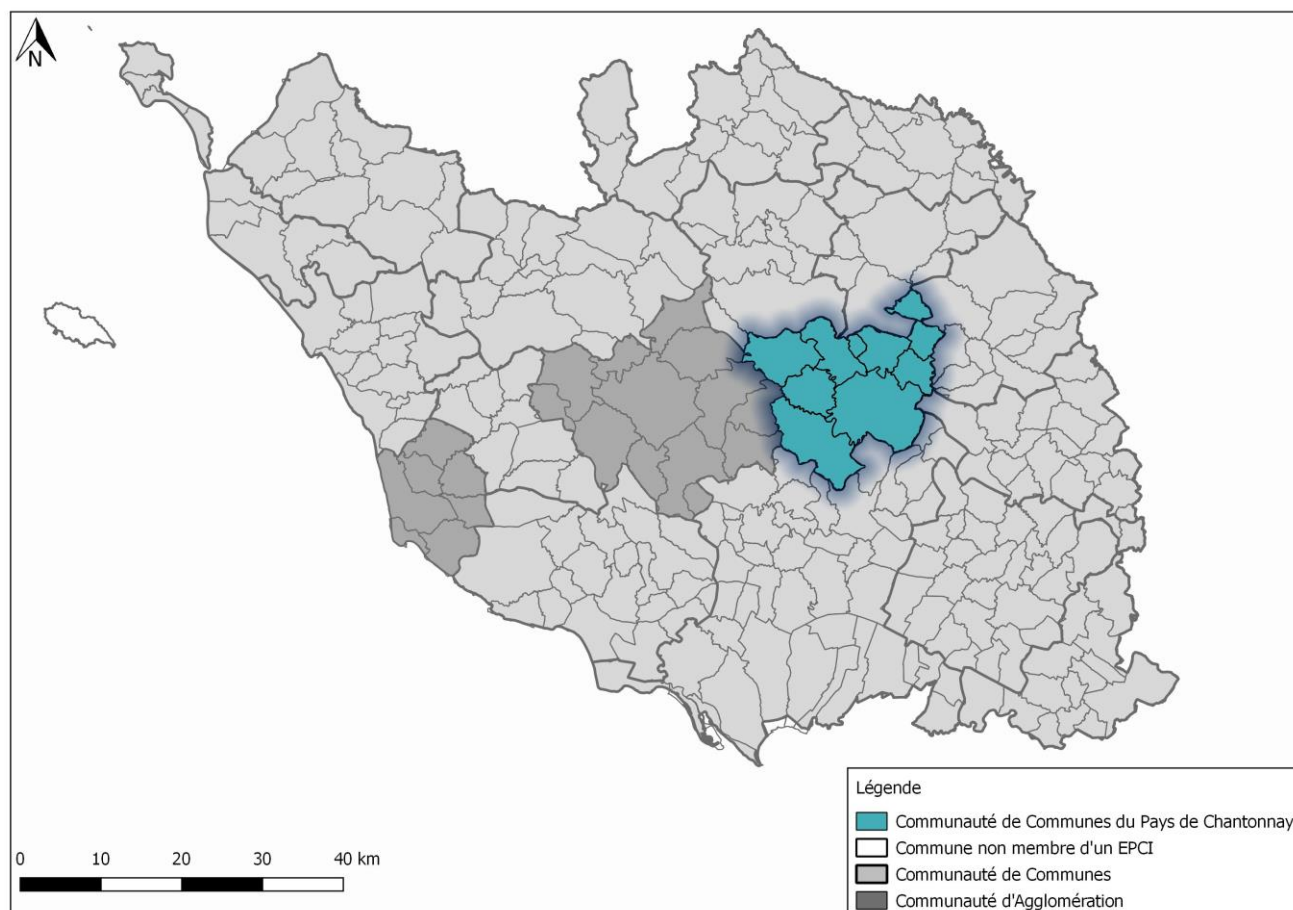 N
Légende
Communauté de Communes du Pays de Chantonnay
Commune non membre d'un EPCI
Communauté de Communes
Communauté d'Agglomération
0 10 20 30 40 km